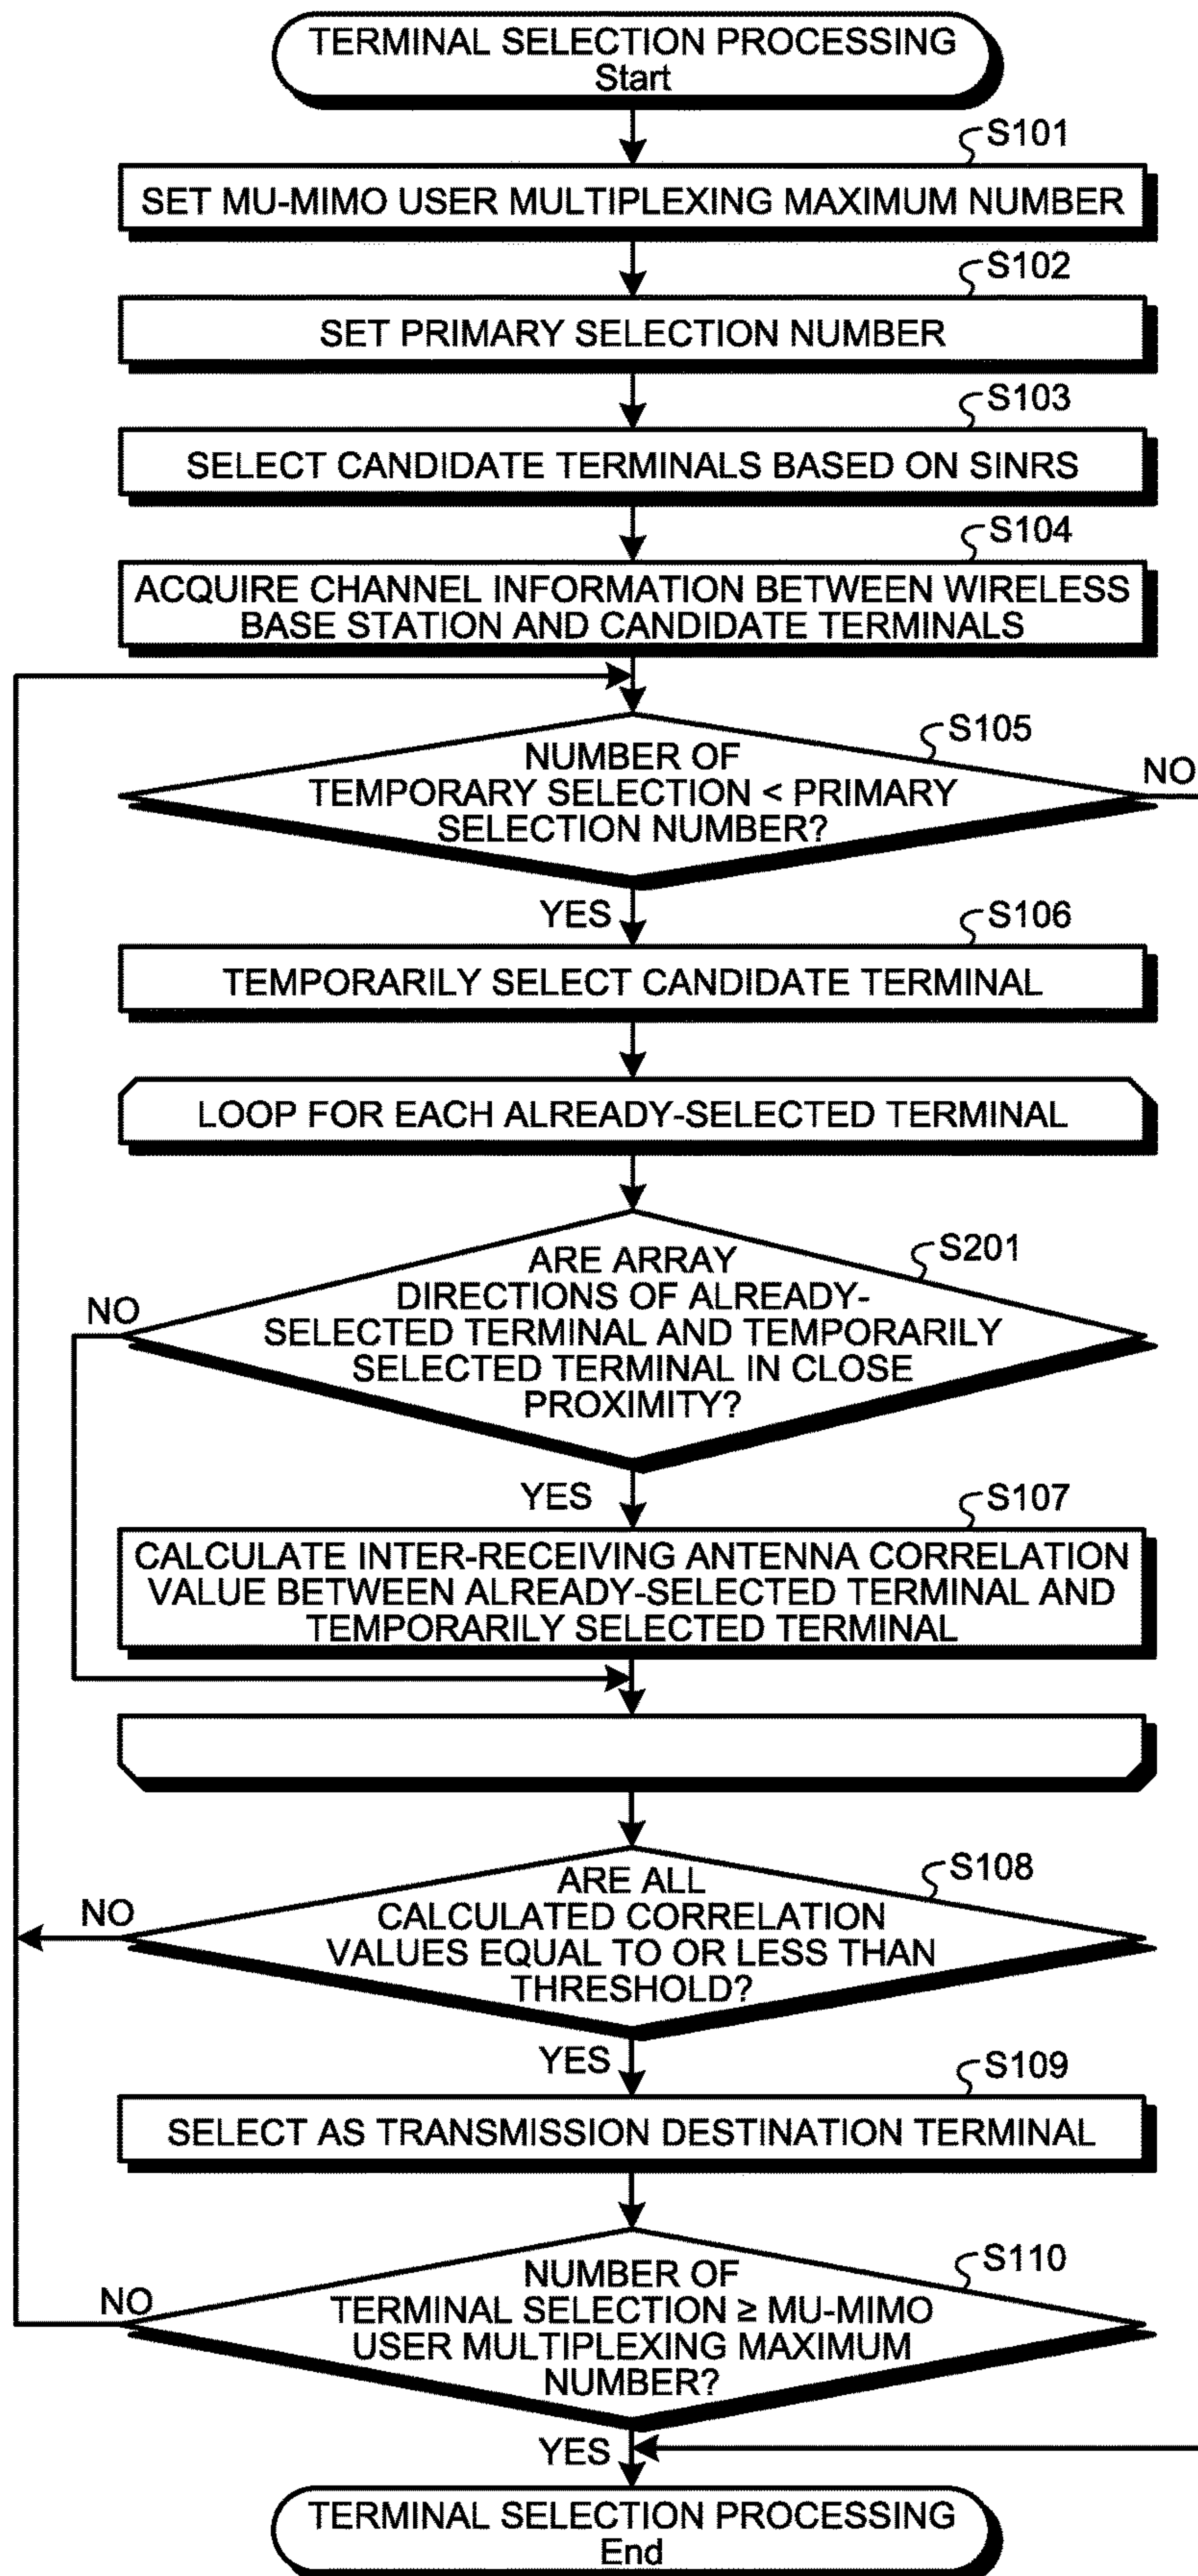 TERMINAL SELECTION PROCESSING
Start
S101
SET MU-MIMO USER MULTIPLEXING MAXIMUM NUMBER
S102
SET PRIMARY SELECTION NUMBER
S103
SELECT CANDIDATE TERMINALS BASED ON SINRS
S104
ACQUIRE CHANNEL INFORMATION BETWEEN WIRELESS
BASE STATION AND CANDIDATE TERMINALS
S105
NUMBER OF
TEMPORARY SELECTION < PRIMARY
SELECTION NUMBER?
NO
YES
S106
TEMPORARILY SELECT CANDIDATE TERMINAL
LOOP FOR EACH ALREADY-SELECTED TERMINAL
S201
ARE ARRAY
DIRECTIONS OF ALREADY-
SELECTED TERMINAL AND TEMPORARILY
SELECTED TERMINAL IN CLOSE
PROXIMITY?
NO
YES
S107
CALCULATE INTER-RECEIVING ANTENNA CORRELATION
VALUE BETWEEN ALREADY-SELECTED TERMINAL AND
TEMPORARILY SELECTED TERMINAL
S108
ARE ALL
CALCULATED CORRELATION
VALUES EQUAL TO OR LESS THAN
THRESHOLD?
NO
YES
S109
SELECT AS TRANSMISSION DESTINATION TERMINAL
S110
NUMBER OF
TERMINAL SELECTION ≥ MU-MIMO
USER MULTIPLEXING MAXIMUM
NUMBER?
NO
YES
TERMINAL SELECTION PROCESSING
End